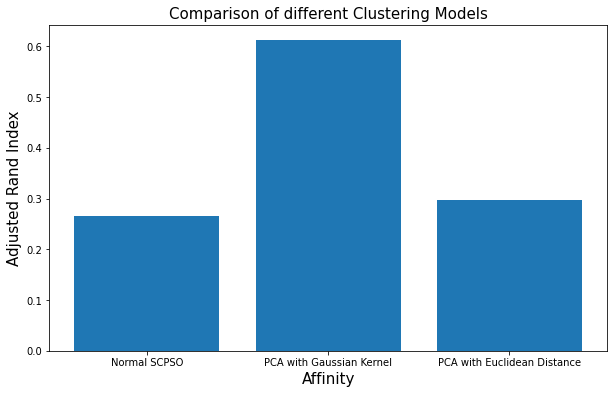 Comparison of different Clustering Models
Adjusted Rand Index
0.6
0.5
0.4
0.3
0.2
0.1
0.0
Normal SCPSO
PCA with Gaussian Kernel
PCA with Euclidean Distance
Affinity